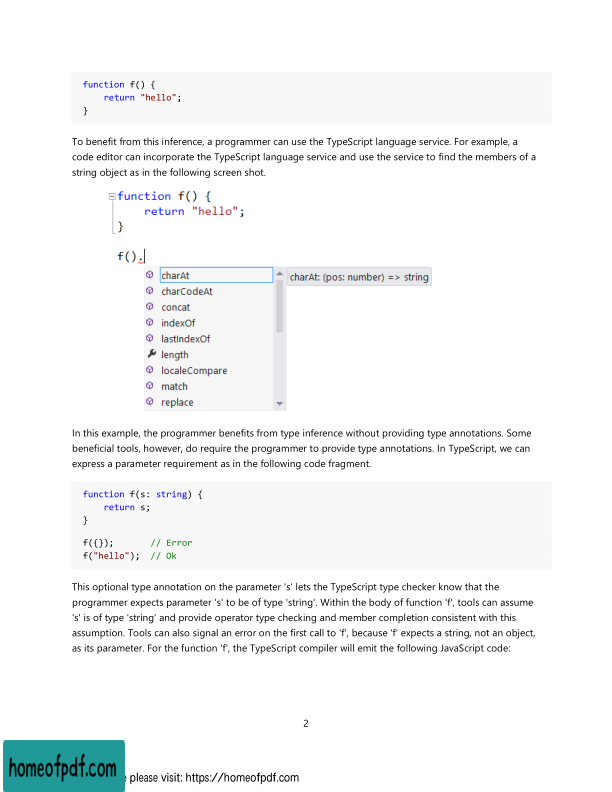 function f() {
return "hello";
}
To benefit from this inference, a programmer can use the TypeScript language service. For example, a
code editor can incorporate the TypeScript language service and use the service to find the members of a
string object as in the following screen shot.
function f() {
return "hello";
}
f().
charAt
charAt: (pos: number) => string
charCodeAt
concat
indexOf
lastIndexOf
length
localeCompare
match
replace
In this example, the programmer benefits from type inference without providing type annotations. Some
beneficial tools, however, do require the programmer to provide type annotations. In TypeScript, we can
express a parameter requirement as in the following code fragment.
function f(s: string) {
return s;
}
f({}); // Error
f("hello"); // Ok
This optional type annotation on the parameter 's' lets the TypeScript type checker know that the
programmer expects parameter 's' to be of type 'string'. Within the body of function 'f', tools can assume
's' is of type 'string' and provide operator type checking and member completion consistent with this
assumption. Tools can also signal an error on the first call to 'f', because 'f' expects a string, not an object,
as its parameter. For the function 'f', the TypeScript compiler will emit the following JavaScript code:
2
homeofpdf.com
please visit: https://homeofpdf.com